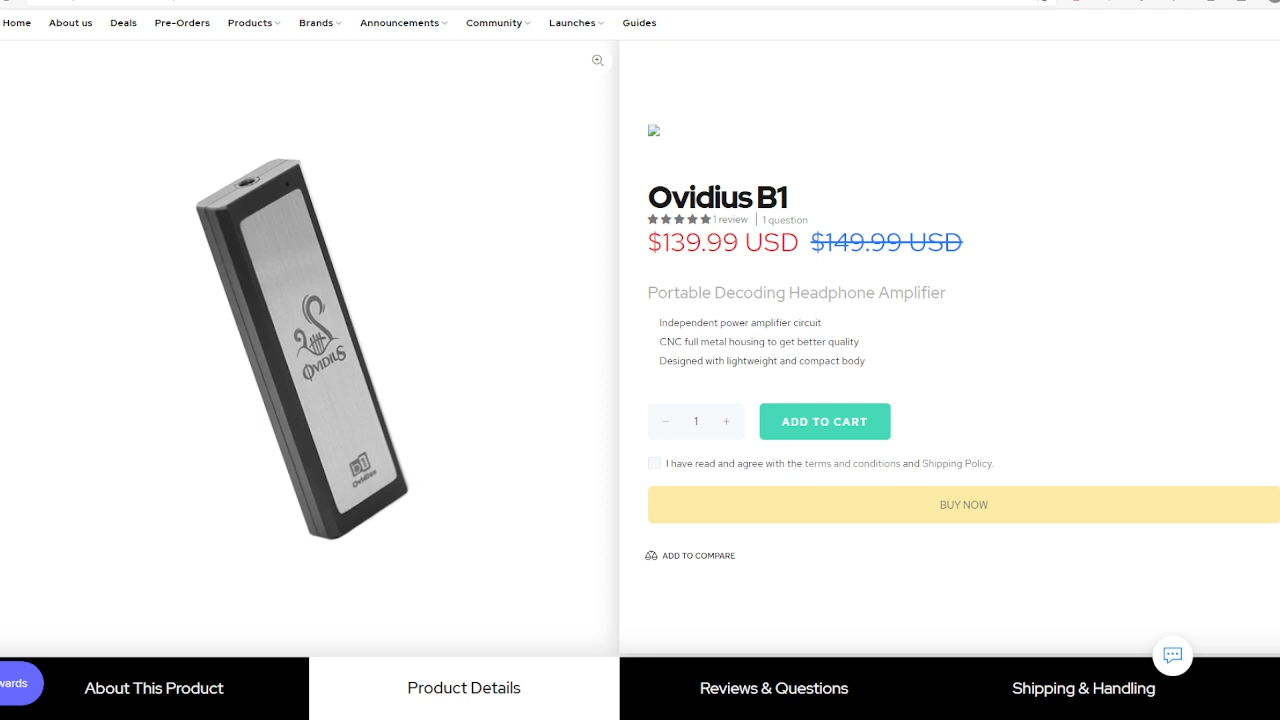 Home About us Deals Pre-Orders Products Brands Announcements Community Launches Guides
OVIDIUS
b1
Ovidius
Ovidius B1
1 review | 1 question
$139.99 USD $149.99 USD
Portable Decoding Headphone Amplifier
Independent power amplifier circuit
CNC full metal housing to get better quality
Designed with lightweight and compact body
− 1 + ADD TO CART
I have read and agree with the terms and conditions and Shipping Policy.
BUY NOW
ADD TO COMPARE
wards About This Product Product Details Reviews & Questions Shipping & Handling